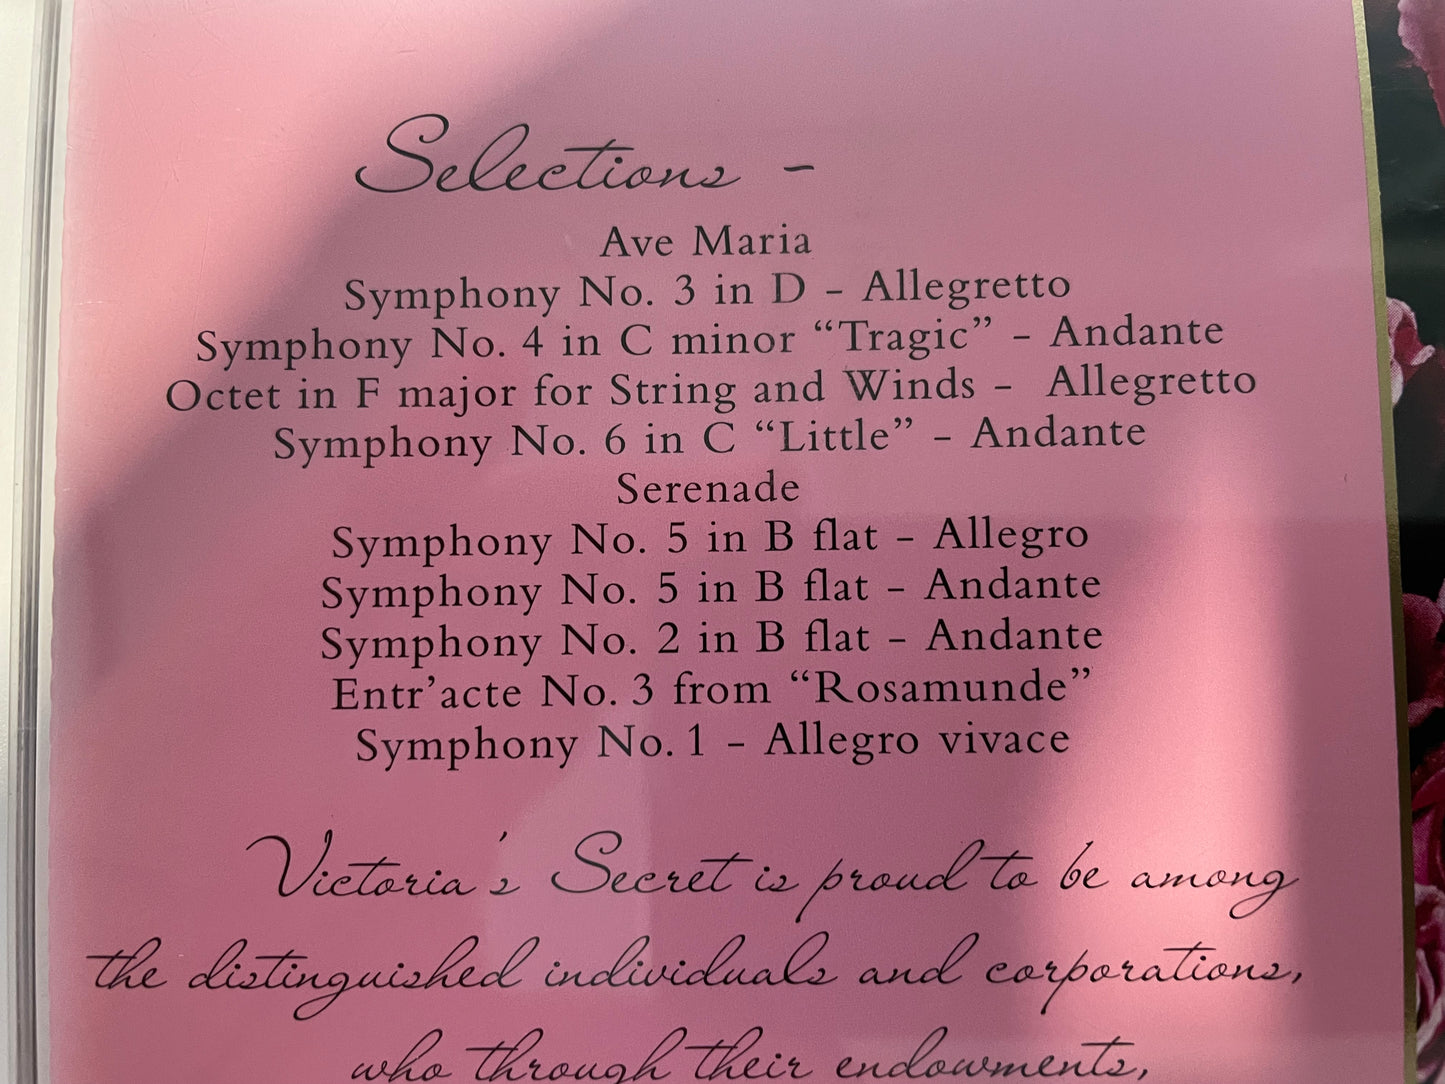 Selections -
Ave Maria
Symphony No. 3 in D - Allegretto
Symphony No. 4 in C minor “Tragic” - Andante
Octet in F major for String and Winds - Allegretto
Symphony No. 6 in C “Little” - Andante
Serenade
Symphony No. 5 in B flat - Allegro
Symphony No. 5 in B flat - Andante
Symphony No. 2 in B flat - Andante
Entr’acte No. 3 from “Rosamunde”
Symphony No. 1 - Allegro vivace
Victoria's Secret is proud to be among
the distinguished individuals and corporations,
who through their endowments,